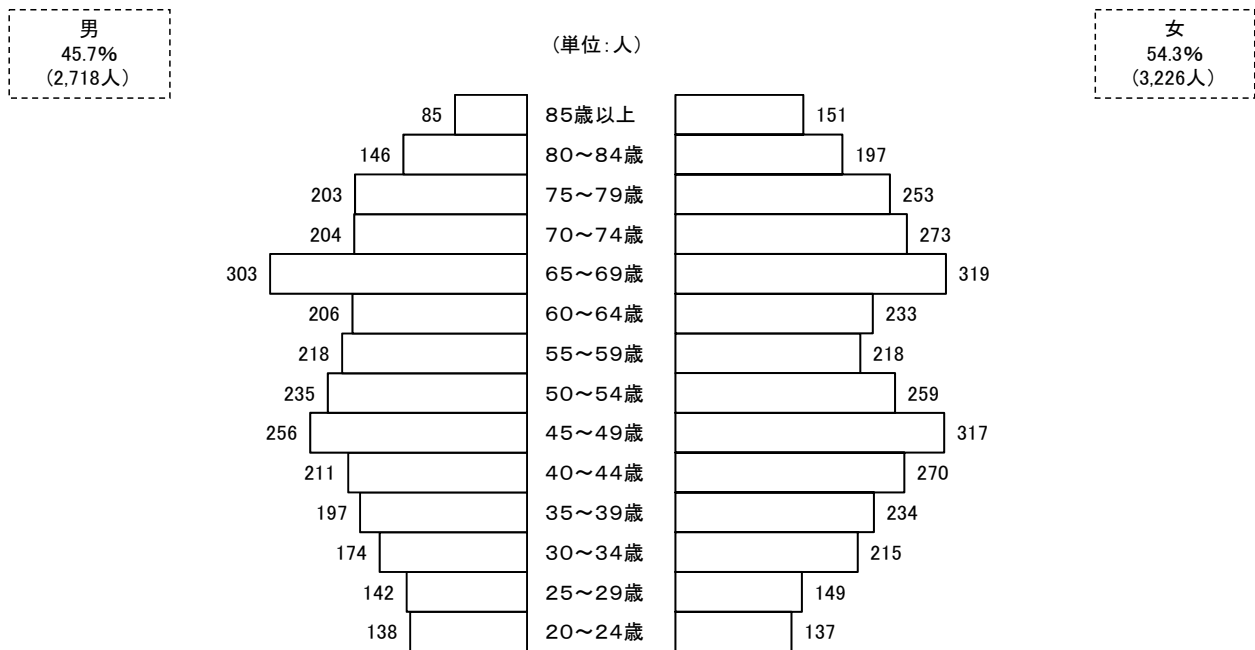 男
45.7%
(2,718人)
(単位:人)
女
54.3%
(3,226人)
85 85歳以上 151
146 80～84歳 197
203 75～79歳 253
204 70～74歳 273
303 65～69歳 319
206 60～64歳 233
218 55～59歳 218
235 50～54歳 259
256 45～49歳 317
211 40～44歳 270
197 35～39歳 234
174 30～34歳 215
142 25～29歳 149
138 20～24歳 137